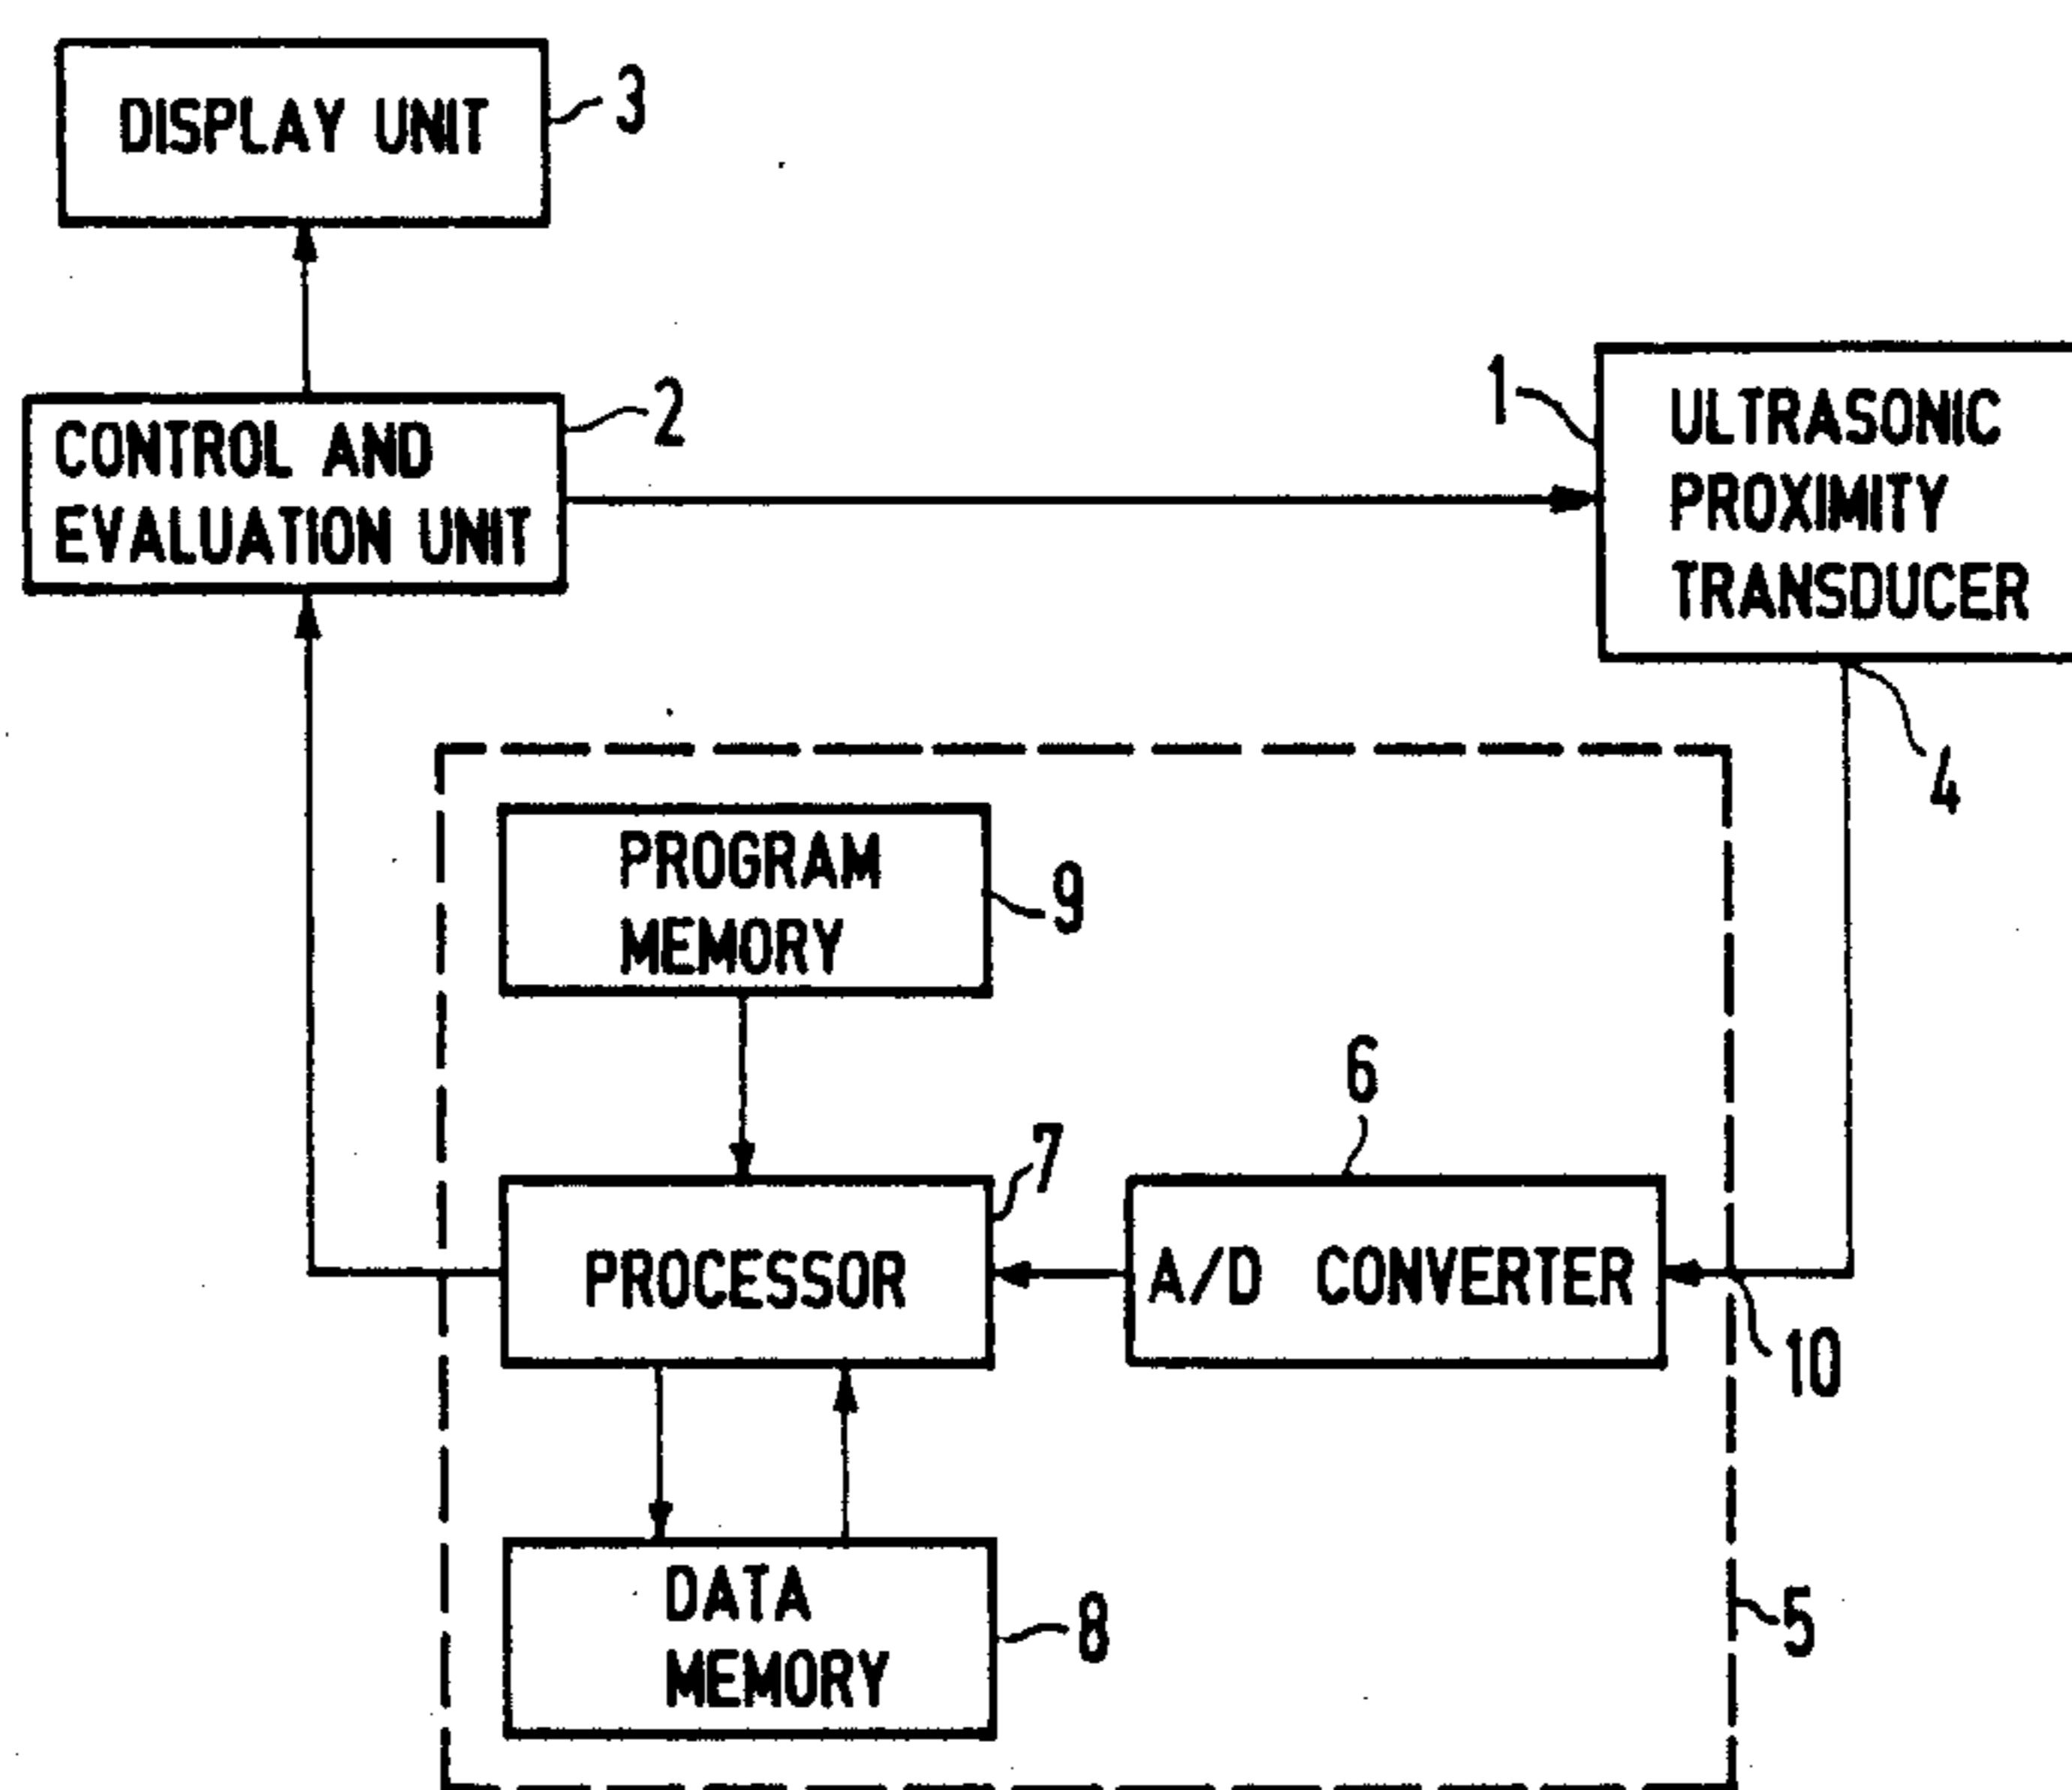 DISPLAY UNIT
3
CONTROL AND
EVALUATION UNIT
2
1
ULTRASONIC
PROXIMITY
TRANSDUCER
4
PROGRAM
MEMORY
9
6
7
PROCESSOR
A/D CONVERTER
10
DATA
MEMORY
8
5